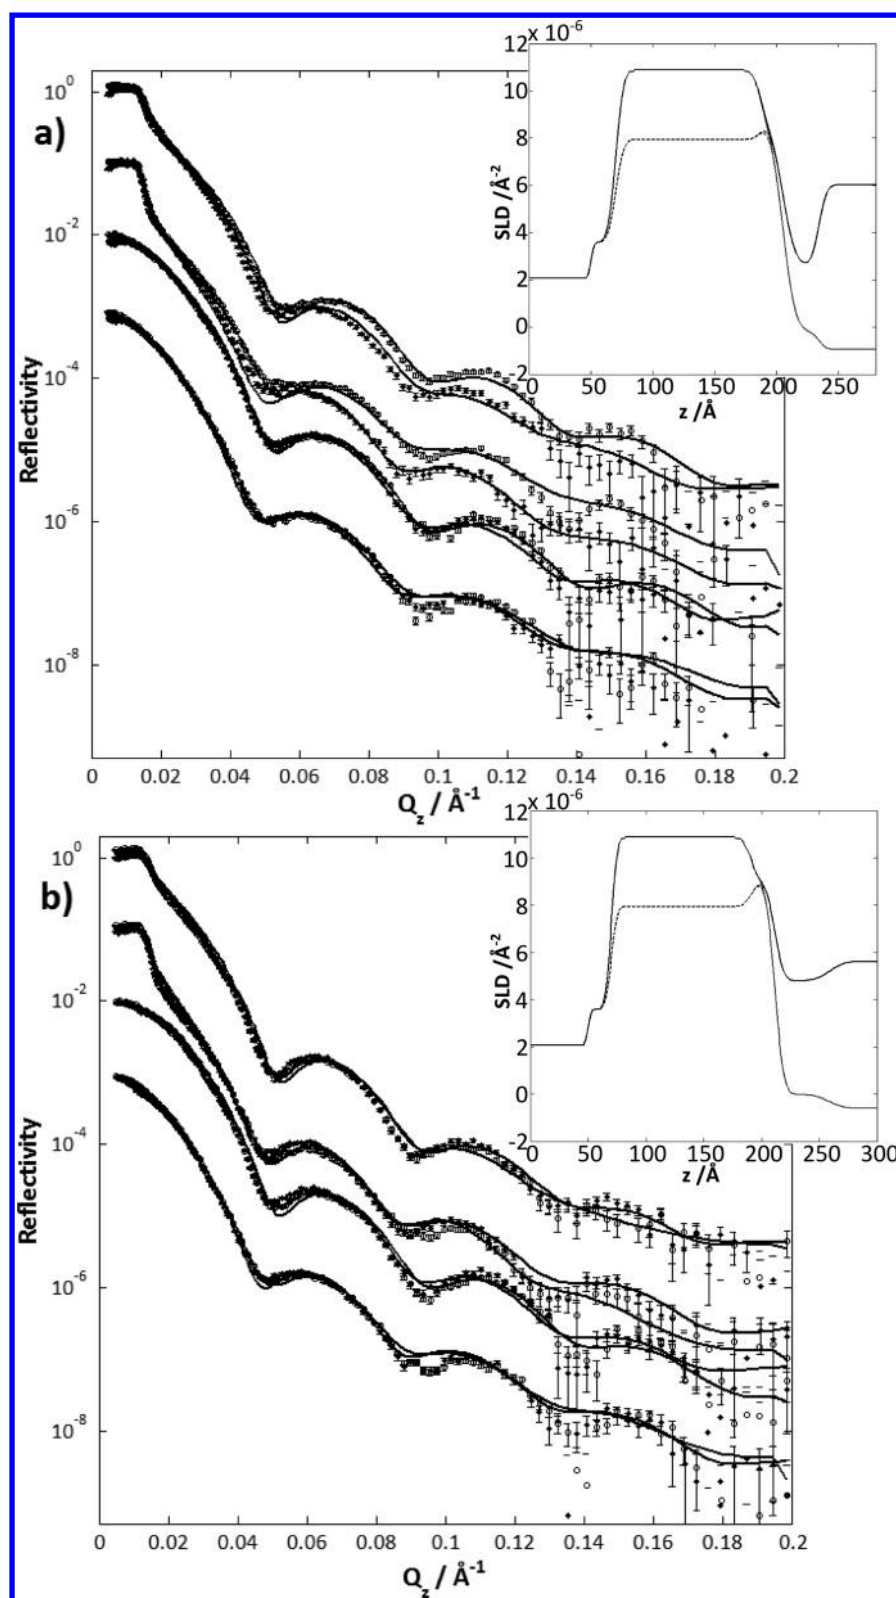 a)
12 x 10⁻⁶
10
8
6
4
2
0
-2
SLD /Å⁻²
0 50 100 150 200 250
z /Å
10⁰
10⁻²
10⁻⁴
10⁻⁶
10⁻⁸
Reflectivity
0 0.02 0.04 0.06 0.08 0.1 0.12 0.14 0.16 0.18 0.2
Q_z / Å⁻¹
b)
12 x 10⁻⁶
10
8
6
4
2
0
-2
SLD /Å⁻²
0 50 100 150 200 250 300
z /Å
10⁰
10⁻²
10⁻⁴
10⁻⁶
10⁻⁸
Reflectivity
0 0.02 0.04 0.06 0.08 0.1 0.12 0.14 0.16 0.18 0.2
Q_z / Å⁻¹